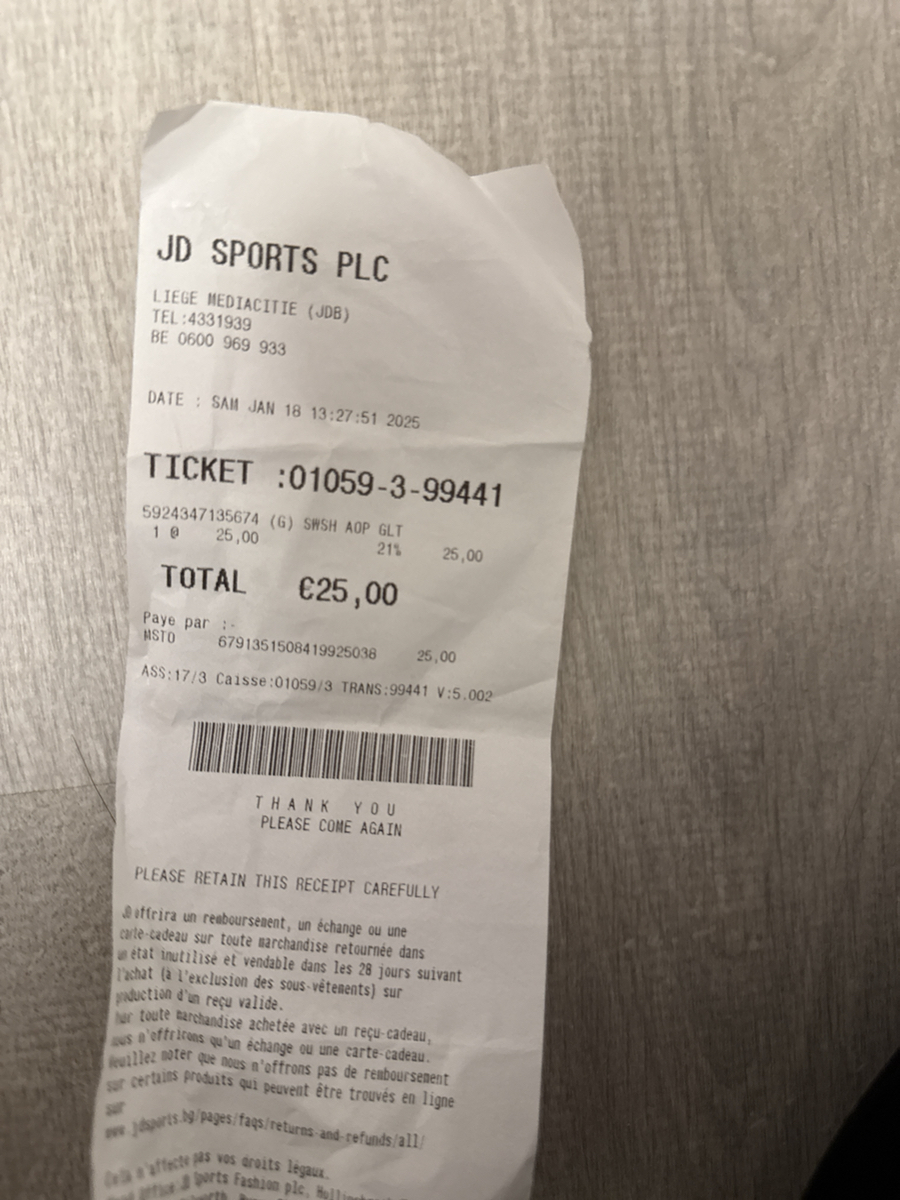 JD SPORTS PLC
LIEGE MEDIACITIE (JDB)
TEL:4331939
BE 0600 969 933
DATE : SAM JAN 18 13:27:51 2025
TICKET :01059-3-99441
5924347135674 (G) SWSH AOP GLT
1 @ 25,00 21% 25,00
TOTAL €25,00
Paye par :-
MSTO 6791351508419925038 25,00
ASS:17/3 Caisse:01059/3 TRANS:99441 V:5.002
THANK YOU
PLEASE COME AGAIN
PLEASE RETAIN THIS RECEIPT CAREFULLY
JD offrira un remboursement, un échange ou une
carte-cadeau sur toute marchandise retournée dans
un état inutilisé et vendable dans les 28 jours suivant
l'achat (à l'exclusion des sous-vêtements) sur
production d'un reçu valide.
toute marchandise achetée avec un reçu-cadeau,
nous n'offrirons qu'un échange ou une carte-cadeau.
Veuillez noter que nous n'offrons pas de remboursement
sur certains produits qui peuvent être trouvés en ligne
sur
www.jdsports.bg/pages/faqs/returns-and-refunds/all/
Cela n'affecte pas vos droits légaux.
Office JD Sports Fashion plc,